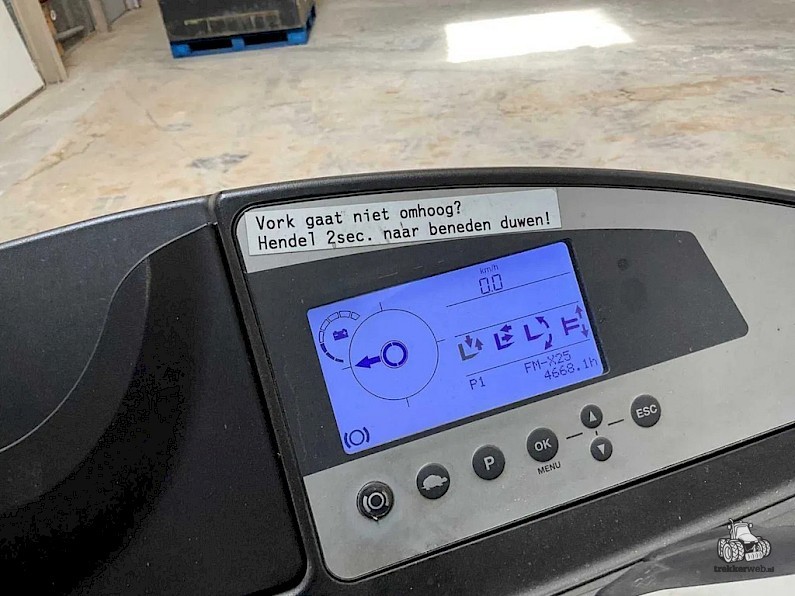 Vork gaat niet omhoog?
Hendel 2sec. naar beneden duwen!
km/h
0.0
P1
FM-X25
4668.1h
P
OK
MENU
ESC
trekkerweb.nl